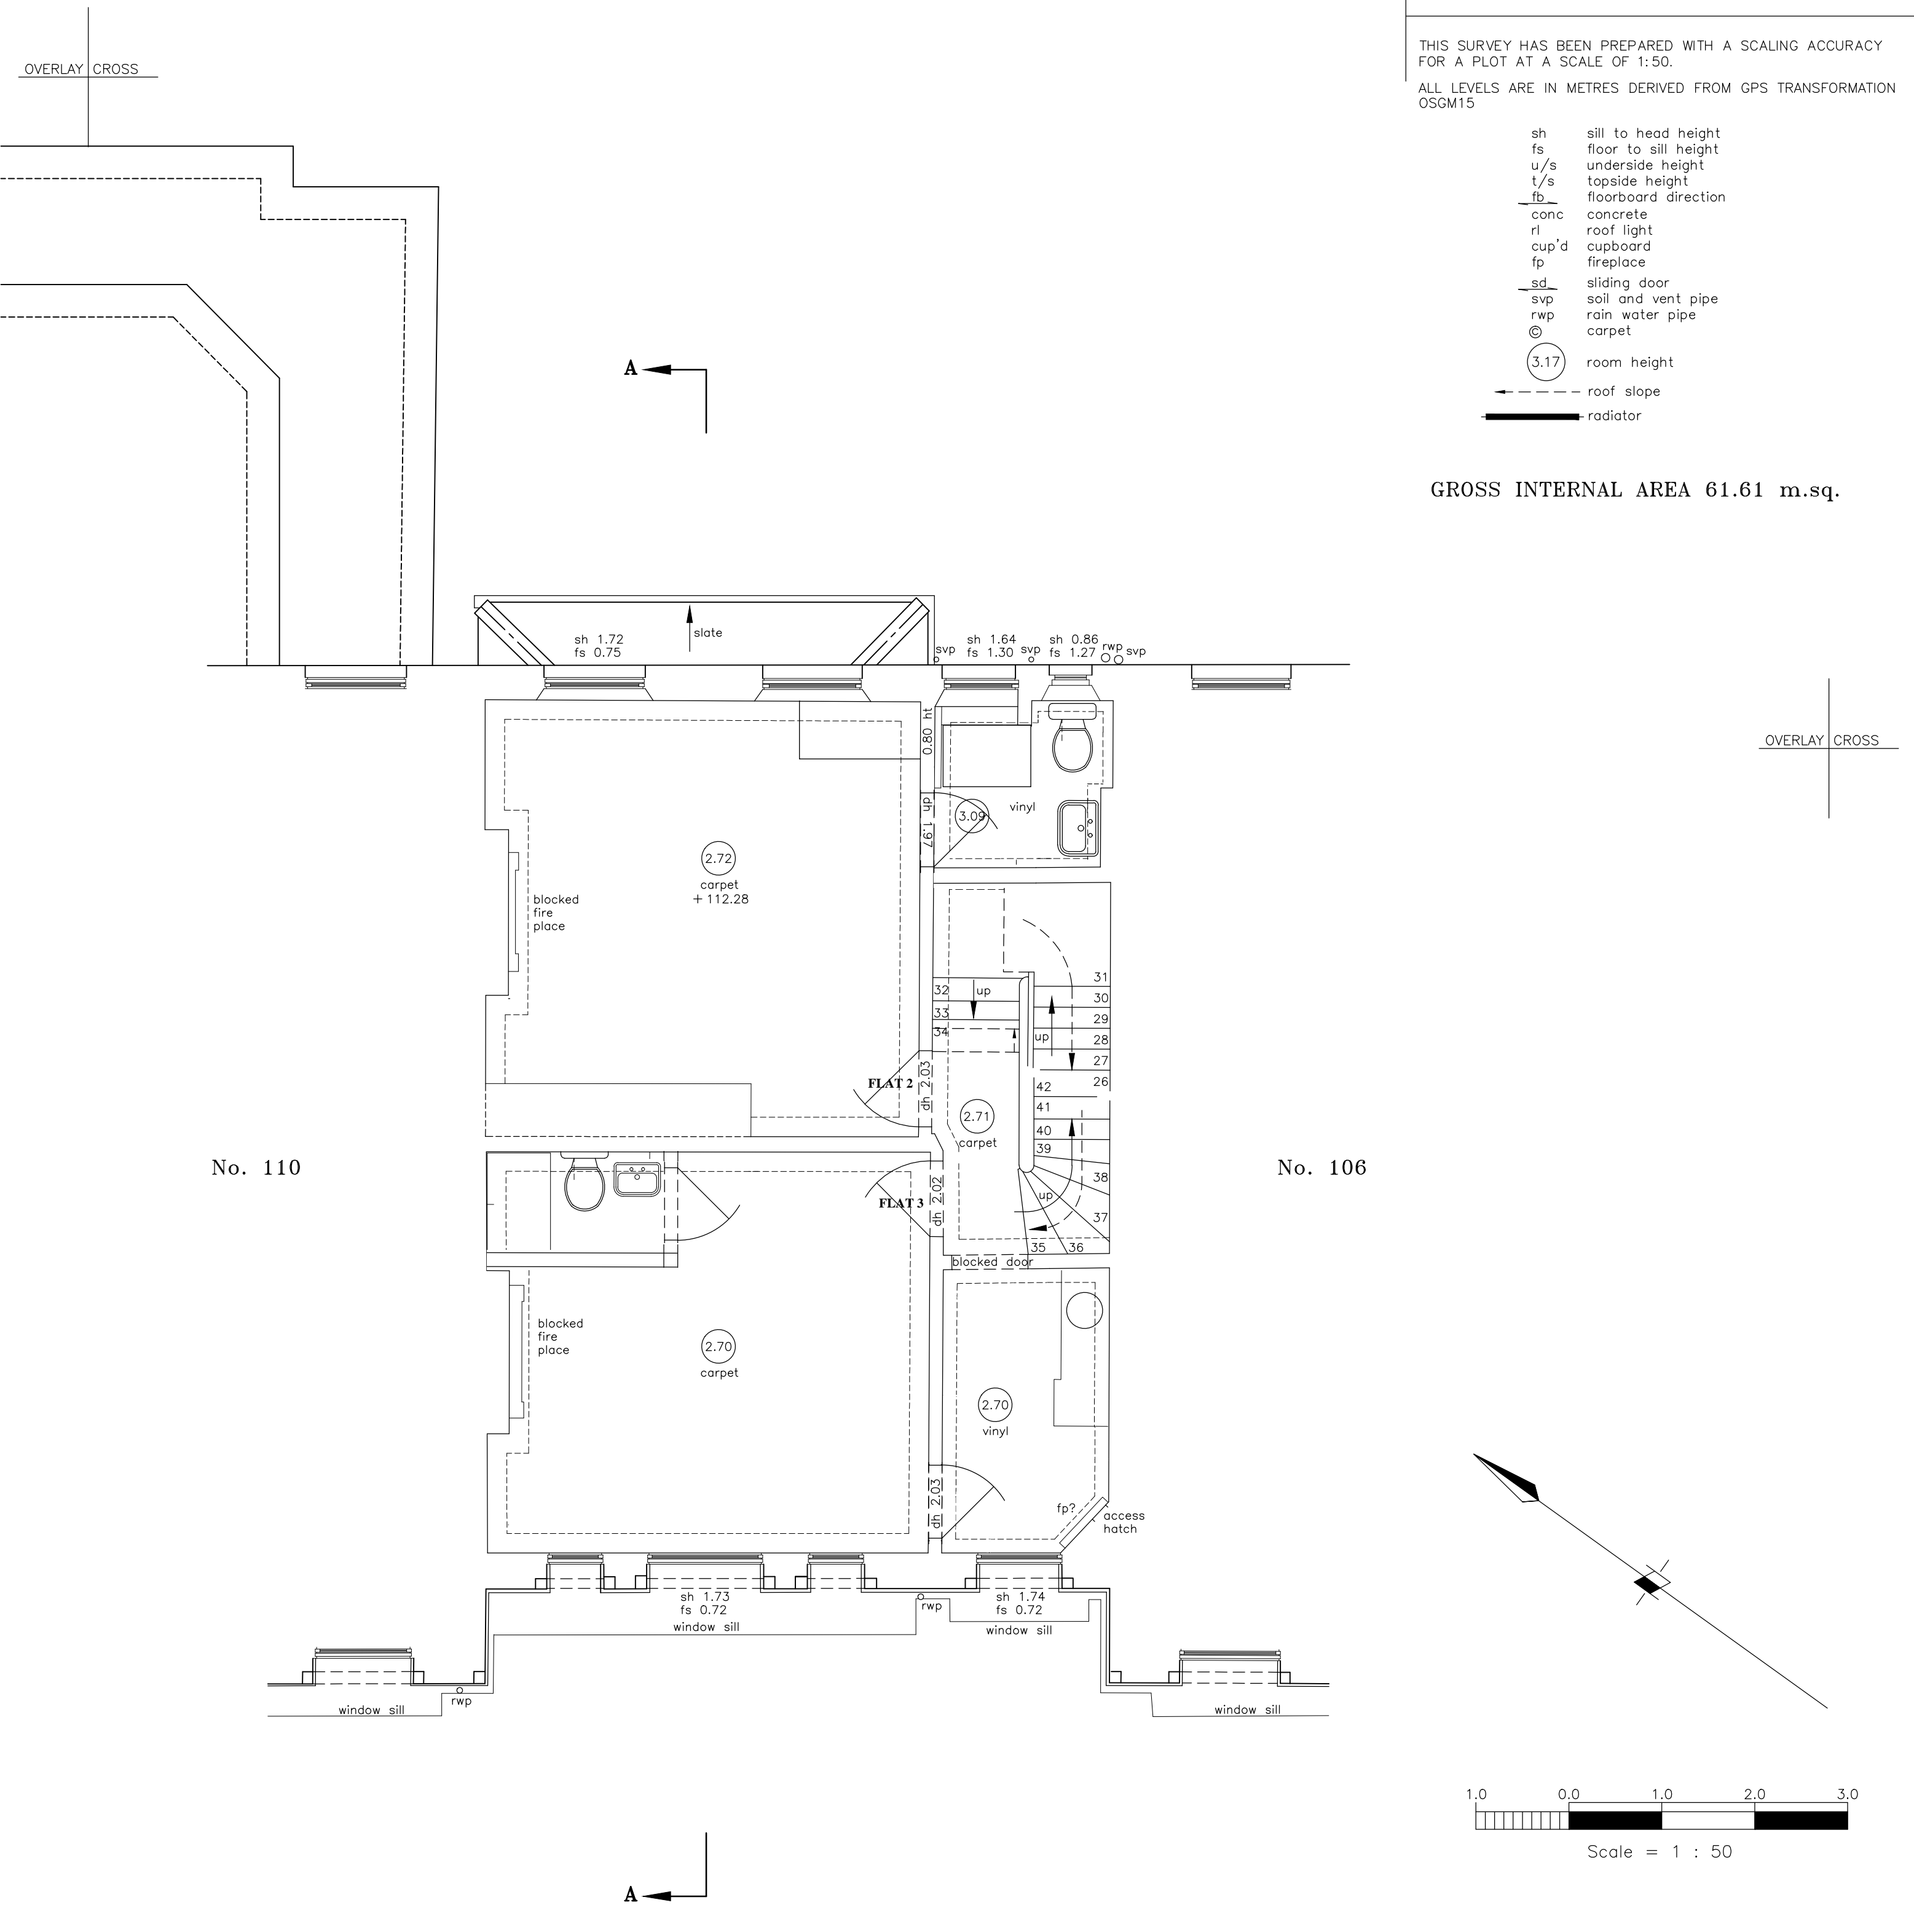 OVERLAY CROSS
THIS SURVEY HAS BEEN PREPARED WITH A SCALING ACCURACY
FOR A PLOT AT A SCALE OF 1:50.
ALL LEVELS ARE IN METRES DERIVED FROM GPS TRANSFORMATION
OSGM15
sh sill to head height
fs floor to sill height
u/s underside height
t/s topside height
fb floorboard direction
conc concrete
rl roof light
cup'd cupboard
fp fireplace
sd sliding door
svp soil and vent pipe
rwp rain water pipe
© carpet
3.17 room height
roof slope
radiator
GROSS INTERNAL AREA 61.61 m.sq.
A
slate
sh 1.72
fs 0.75
svp
sh 1.64
fs 1.30
svp
sh 0.86
fs 1.27
rwp
svp
OVERLAY CROSS
0.80 ht
up 1.97
3.09
vinyl
2.72
carpet
+ 112.28
blocked
fire
place
31
30
29
28
27
26
32
33
34
up
up
FLAT 2
dh 2.03
2.71
carpet
42
41
40
39
38
37
36
35
up
No. 110
No. 106
FLAT 3
dh 2.02
blocked door
blocked
fire
place
2.70
carpet
2.70
vinyl
dh 2.03
fp?
access
hatch
sh 1.73
fs 0.72
window sill
rwp
sh 1.74
fs 0.72
window sill
rwp
window sill
window sill
1.0 0.0 1.0 2.0 3.0
Scale = 1 : 50
A